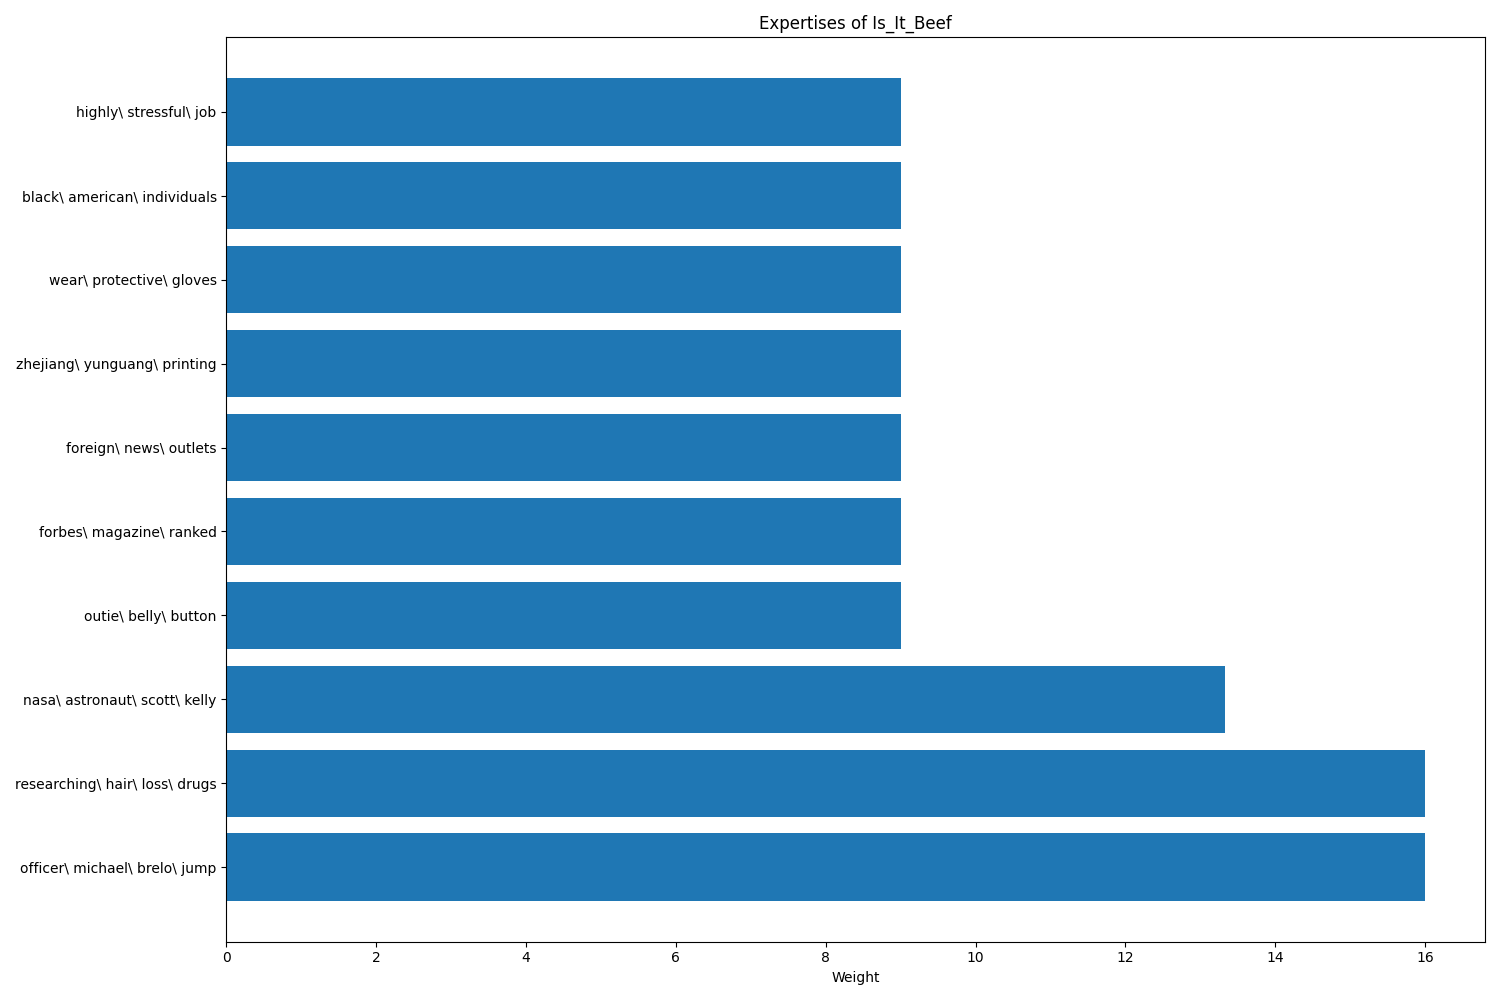 Expertises of Is_It_Beef
highly\ stressful\ job
black\ american\ individuals
wear\ protective\ gloves
zhejiang\ yunguang\ printing
foreign\ news\ outlets
forbes\ magazine\ ranked
outie\ belly\ button
nasa\ astronaut\ scott\ kelly
researching\ hair\ loss\ drugs
officer\ michael\ brelo\ jump
0 2 4 6 8 10 12 14 16
Weight